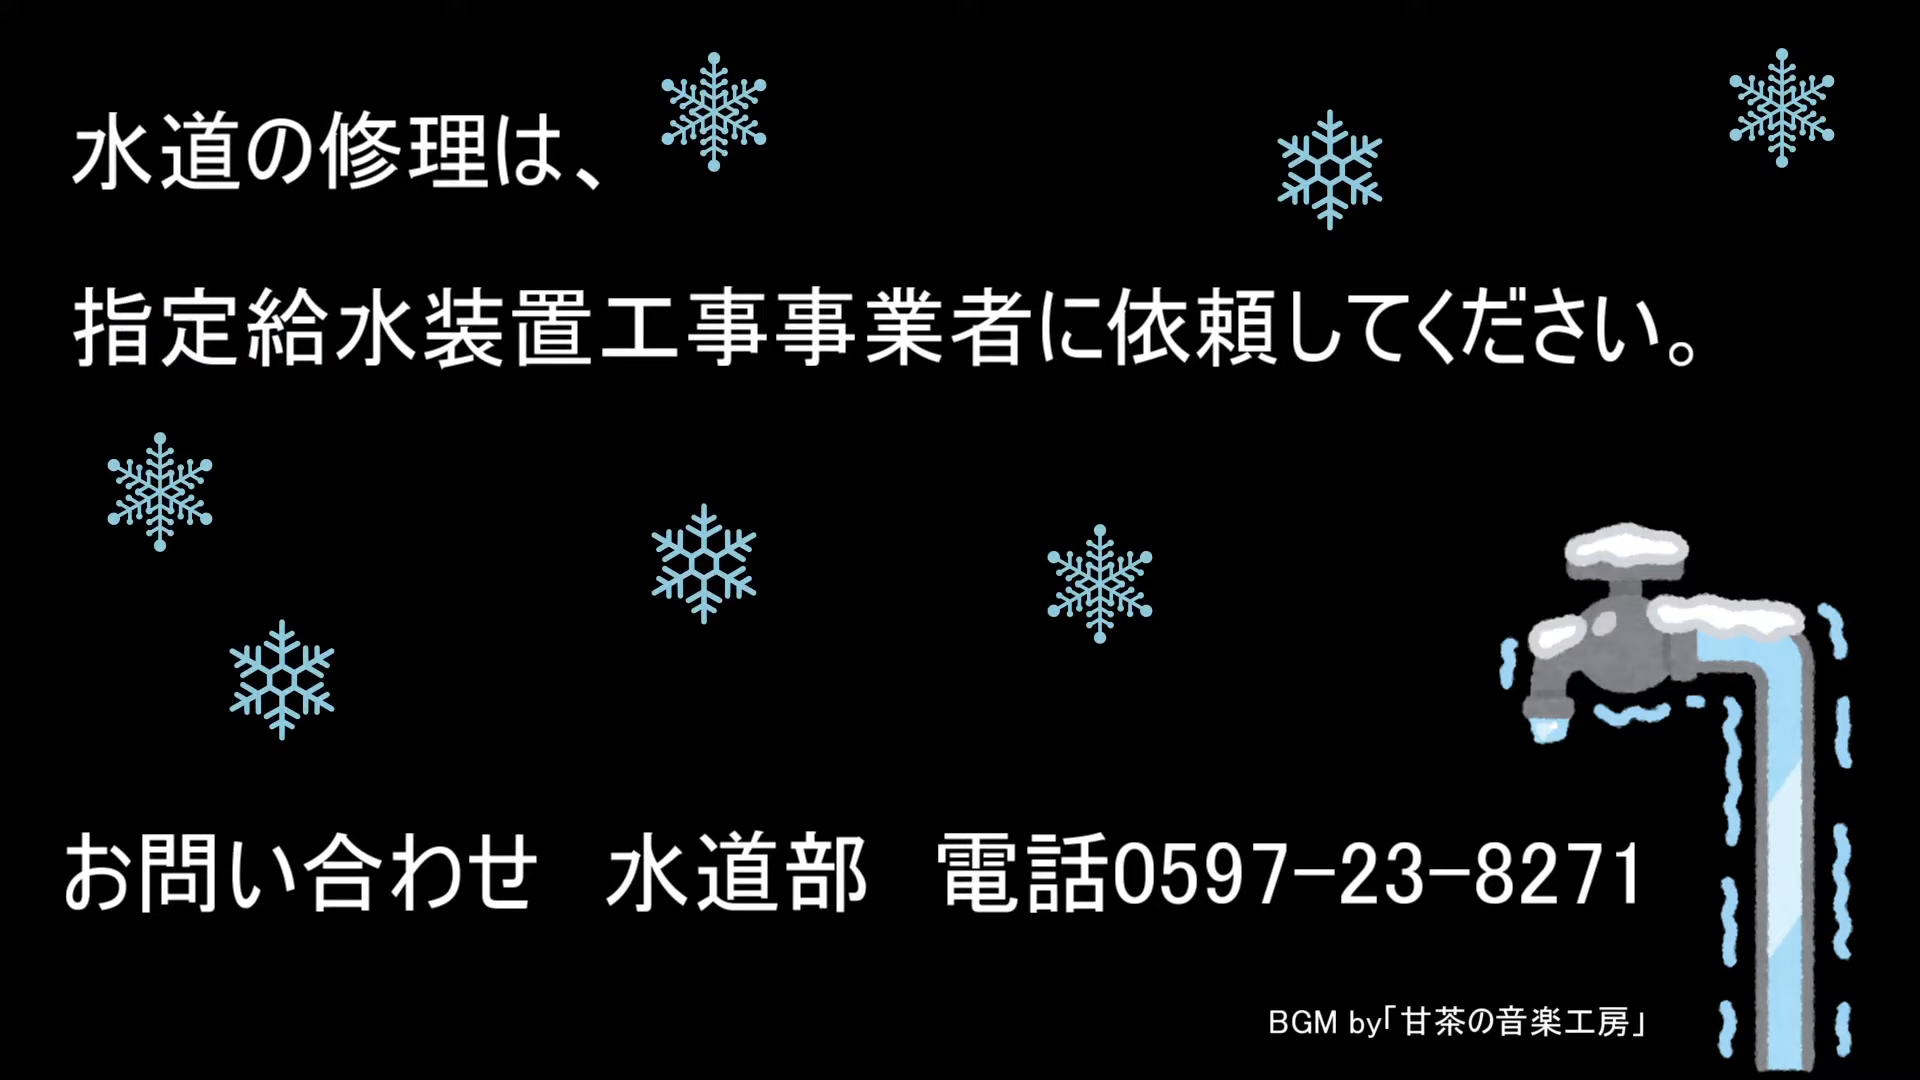 水道の修理は、
指定給水装置工事事業者に依頼してください。
お問い合わせ　水道部　電話0597-23-8271
BGM by「甘茶の音楽工房」